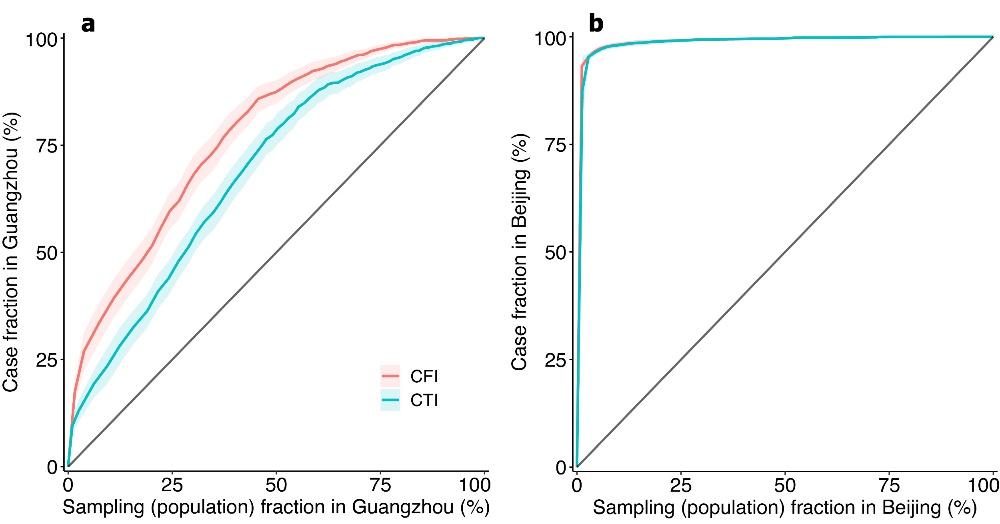 a
100
75
50
25
0
Case fraction in Guangzhou (%)
CFI
CTI
0 25 50 75 100
Sampling (population) fraction in Guangzhou (%)
b
100
75
50
25
0
Case fraction in Beijing (%)
0 25 50 75 100
Sampling (population) fraction in Beijing (%)